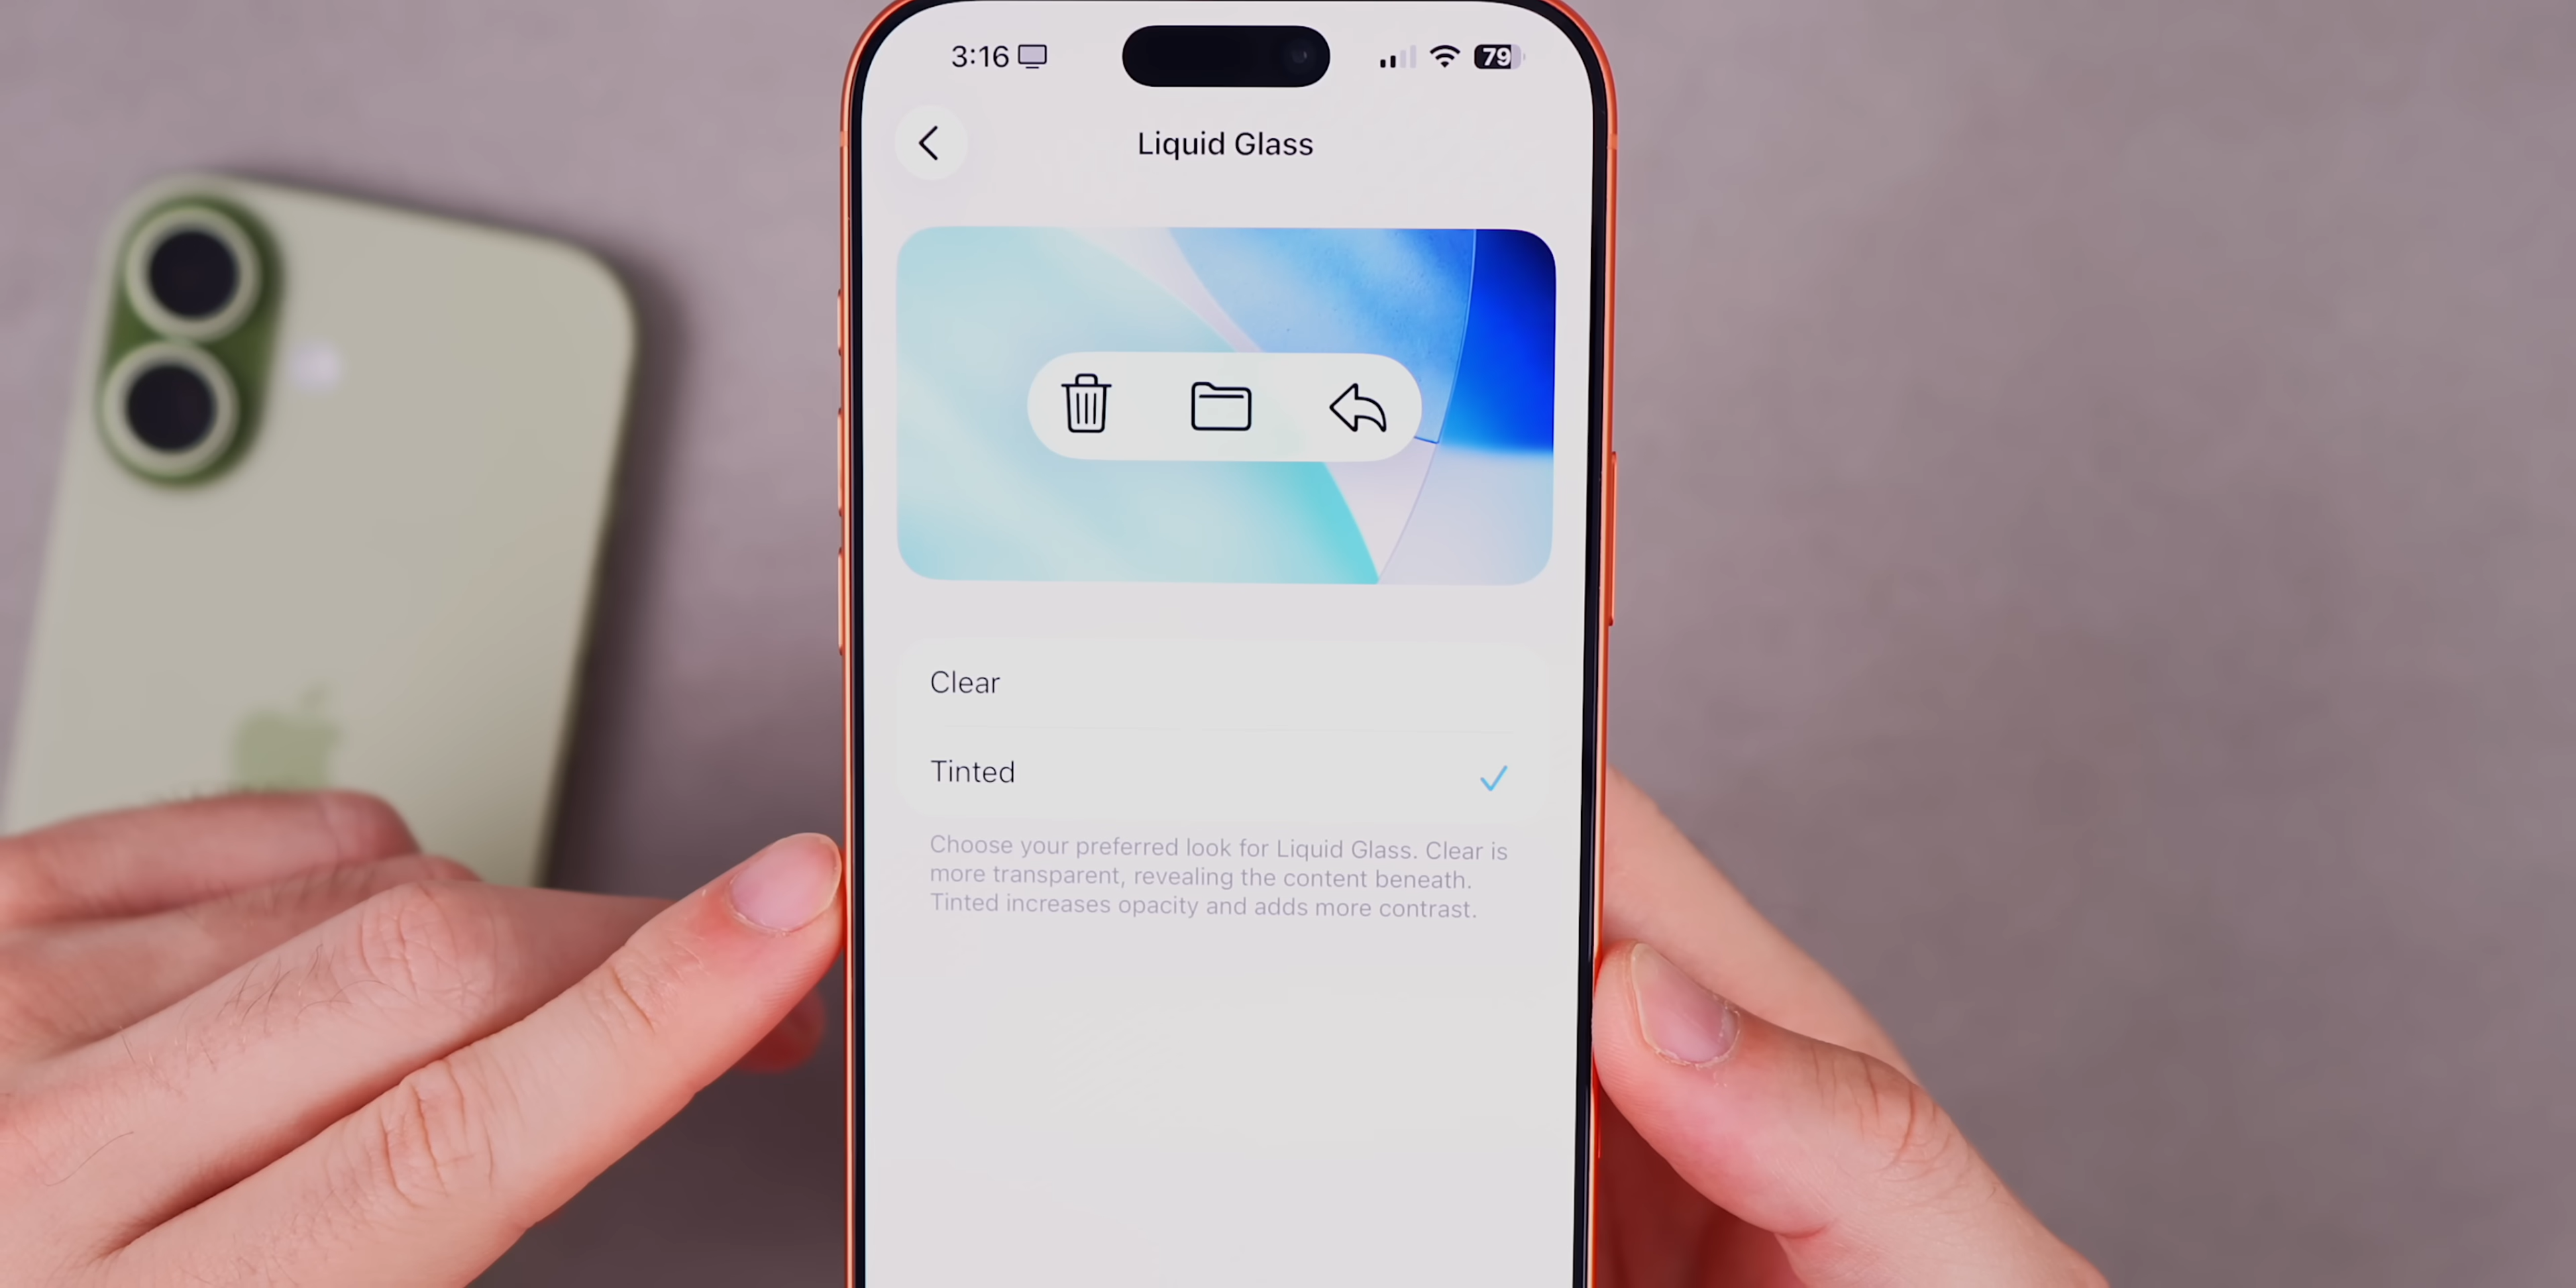 3:16
79
Liquid Glass
Clear
Tinted
Choose your preferred look for Liquid Glass. Clear is
more transparent, revealing the content beneath.
Tinted increases opacity and adds more contrast.